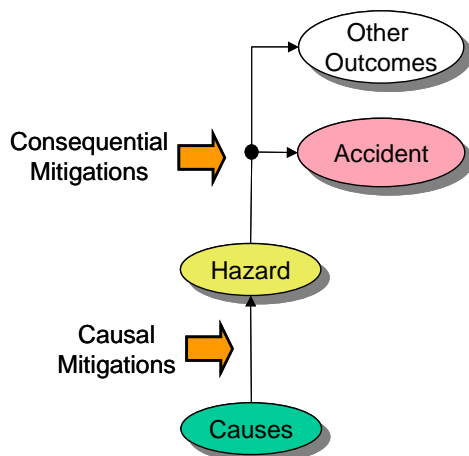 Other
Outcomes
Consequential
Mitigations
Accident
Hazard
Causal
Mitigations
Causes